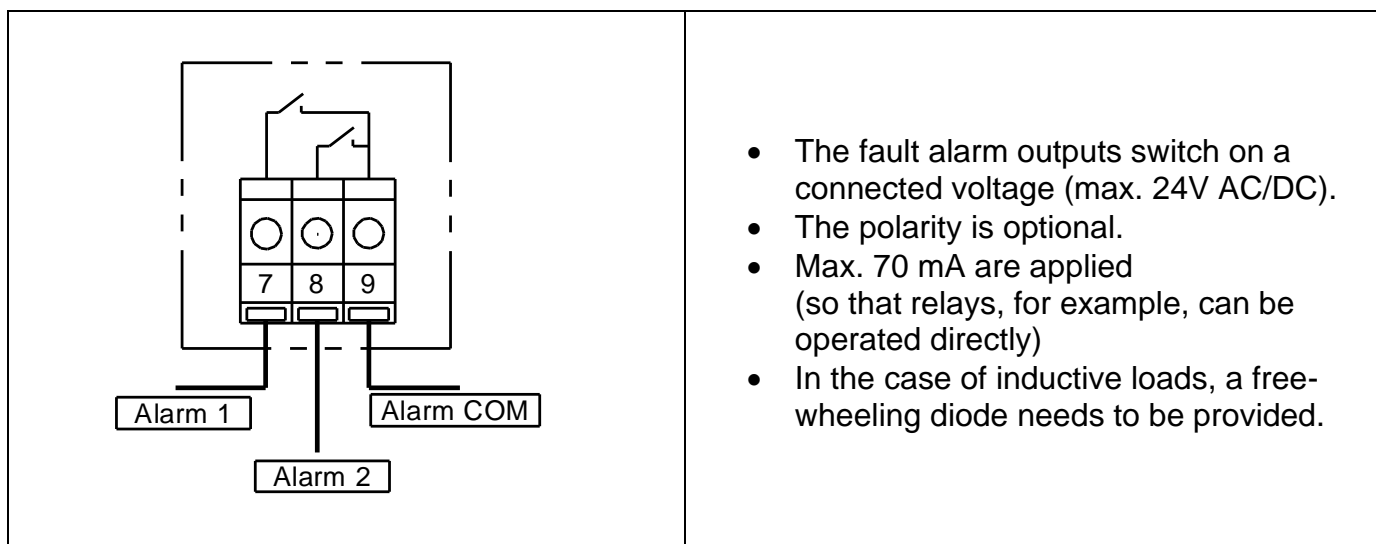 7 8 9
Alarm 1
Alarm COM
Alarm 2
• The fault alarm outputs switch on a
connected voltage (max. 24V AC/DC).
• The polarity is optional.
• Max. 70 mA are applied
(so that relays, for example, can be
operated directly)
• In the case of inductive loads, a free-
wheeling diode needs to be provided.